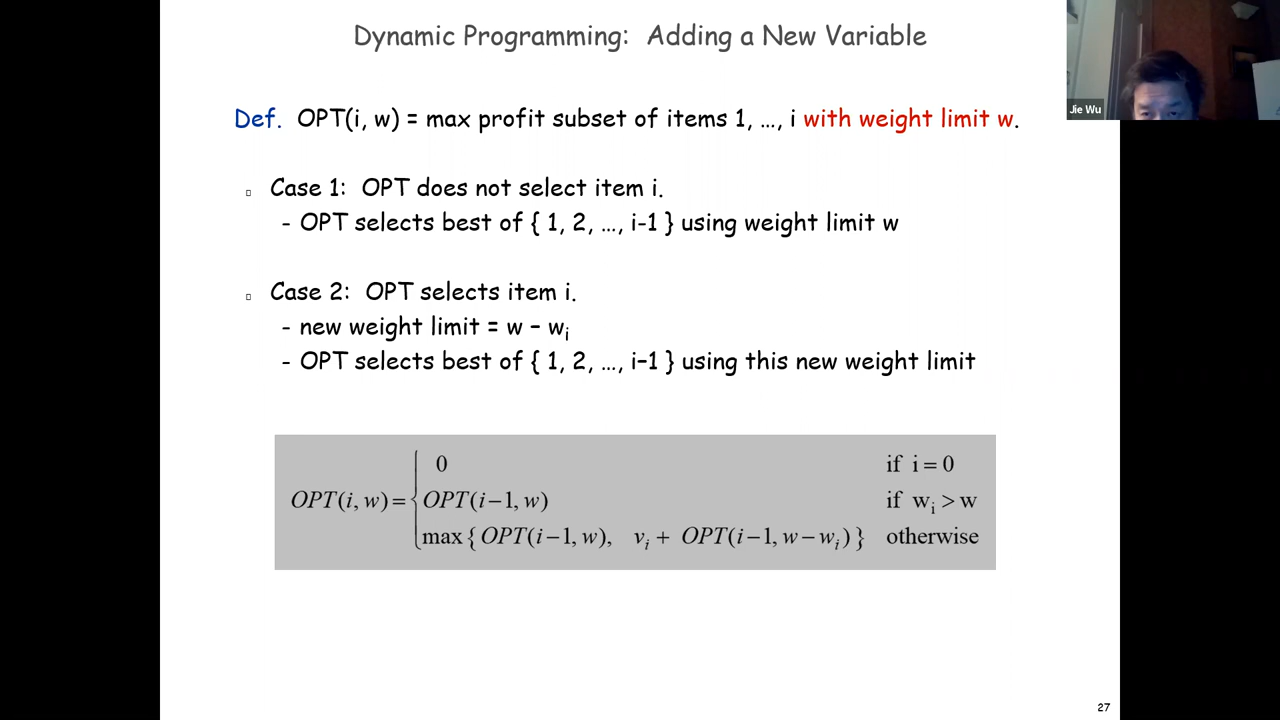 Dynamic Programming: Adding a New Variable
Jie Wu
Def. OPT(i, w) = max profit subset of items 1, …, i with weight limit w.
Case 1: OPT does not select item i.
- OPT selects best of { 1, 2, …, i-1 } using weight limit w
Case 2: OPT selects item i.
- new weight limit = w – wᵢ
- OPT selects best of { 1, 2, …, i–1 } using this new weight limit
0 if i = 0
OPT(i, w) = { OPT(i−1, w) if wᵢ > w
max { OPT(i−1, w), vᵢ + OPT(i−1, w−wᵢ) } otherwise
27